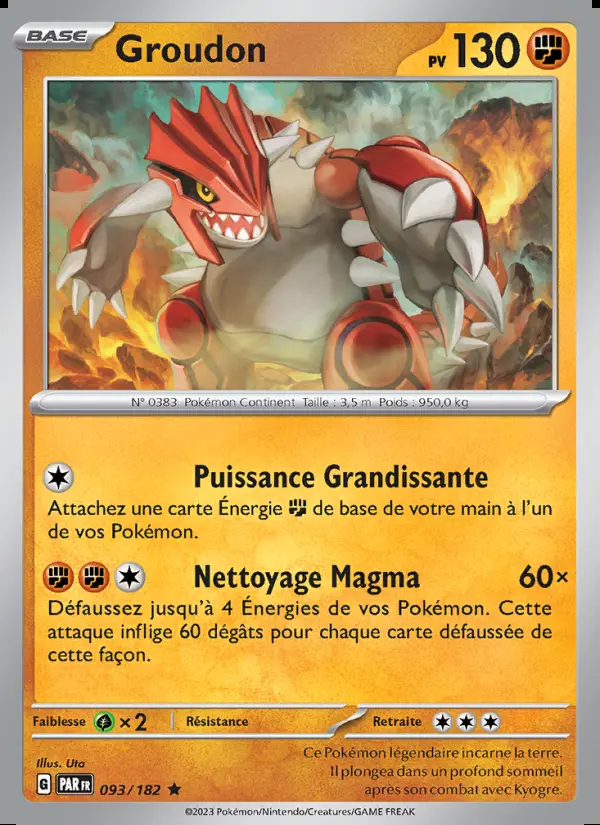 BASE Groudon PV 130
N° 0383 Pokémon Continent Taille : 3,5 m Poids : 950,0 kg
Puissance Grandissante
Attachez une carte Énergie de base de votre main à l'un
de vos Pokémon.
Nettoyage Magma 60×
Défaussez jusqu'à 4 Énergies de vos Pokémon. Cette
attaque inflige 60 dégâts pour chaque carte défaussée de
cette façon.
Faiblesse ×2 Résistance Retraite
Illus. Uta
Ce Pokémon légendaire incarne la terre.
Il plongea dans un profond sommeil
après son combat avec Kyogre.
G PAR FR 093/182 ★
©2023 Pokémon/Nintendo/Creatures/GAME FREAK